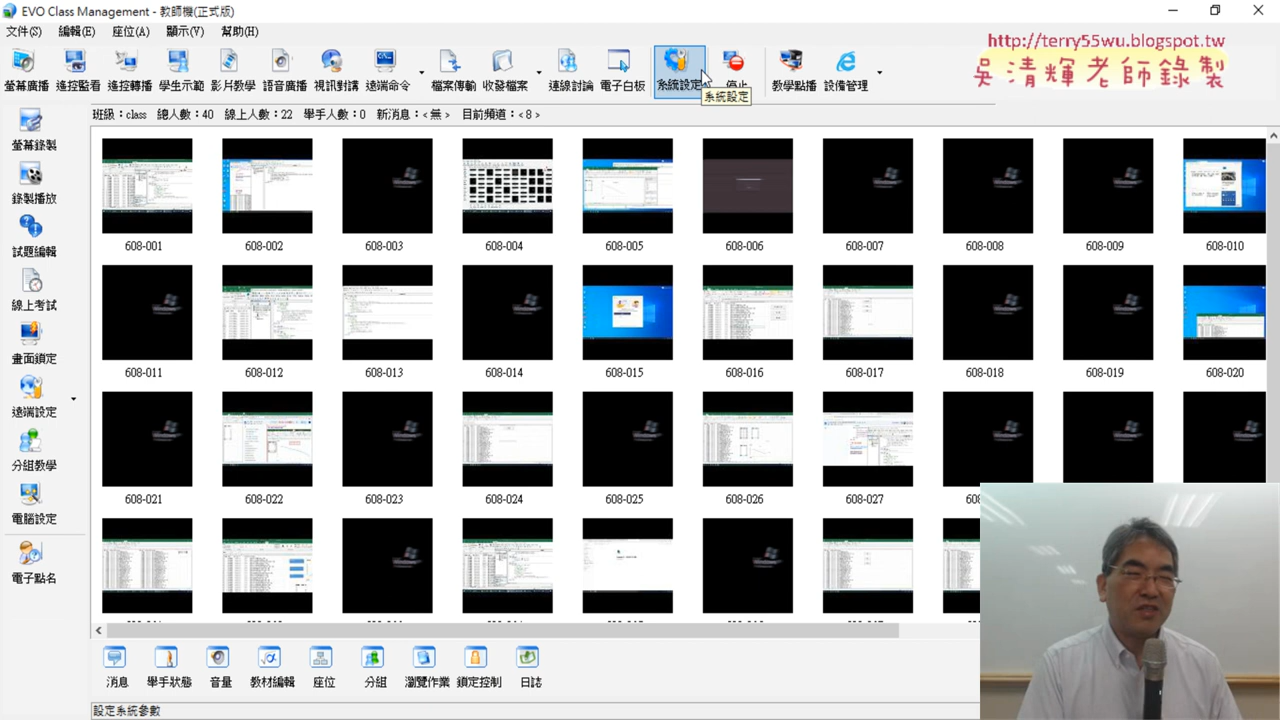 EVO Class Management - 教師機(正式版)
文件(S) 編輯(E) 座位(A) 顯示(V) 幫助(H)
http://terry55wu.blogspot.tw
吳清輝老師錄製
螢幕廣播 遙控監看 遙控轉播 學生示範 影片教學 語音廣播 視訊對講 遠端命令 檔案傳輸 收發檔案 連線討論 電子白板 系統設定 停止 教學點播 設備管理
系統設定
班級:class 總人數:40 線上人數:22 舉手人數:0 新消息:<無> 目前頻道:<8>
螢幕錄製
錄製播放
試題編輯
線上考試
畫面鎖定
遠端設定
分組教學
電腦設定
電子點名
608-001 608-002 608-003 608-004 608-005 608-006 608-007 608-008 608-009 608-010
608-011 608-012 608-013 608-014 608-015 608-016 608-017 608-018 608-019 608-020
608-021 608-022 608-023 608-024 608-025 608-026 608-027
消息 舉手狀態 音量 教材編輯 座位 分組 瀏覽作業 鎖定控制 日誌
設定系統參數